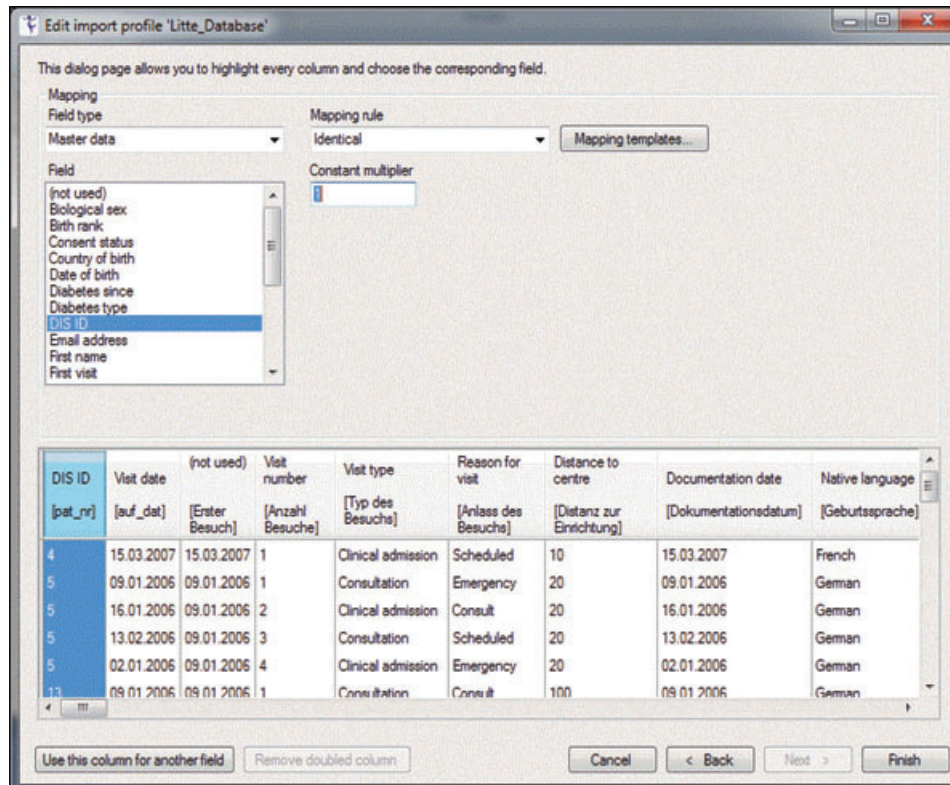 Edit import profile 'Litte_Database'
This dialog page allows you to highlight every column and choose the corresponding field.
Mapping
Field type
Mapping rule
Master data
Identical
Mapping templates...
Field
Constant multiplier
(not used)
1
Biological sex
Birth rank
Consent status
Country of birth
Date of birth
Diabetes since
Diabetes type
DIS ID
Email address
First name
First visit
DIS ID [pat_nr]
Visit date [auf_dat]
(not used) [Erster Besuch]
Visit number [Anzahl Besuche]
Visit type [Typ des Besuchs]
Reason for visit [Anlass des Besuchs]
Distance to centre [Distanz zur Einrichtung]
Documentation date [Dokumentationsdatum]
Native language [Geburtssprache]
4 15.03.2007 15.03.2007 1 Clinical admission Scheduled 10 15.03.2007 French
5 09.01.2006 09.01.2006 1 Consultation Emergency 20 09.01.2006 German
5 16.01.2006 09.01.2006 2 Clinical admission Consult 20 16.01.2006 German
5 13.02.2006 09.01.2006 3 Consultation Scheduled 20 13.02.2006 German
5 02.01.2006 09.01.2006 4 Clinical admission Emergency 20 02.01.2006 German
13 09.01.2006 09.01.2006 1 Consultation Consult 100 09.01.2006 German
Use this column for another field
Remove doubled column
Cancel
< Back
Next >
Finish